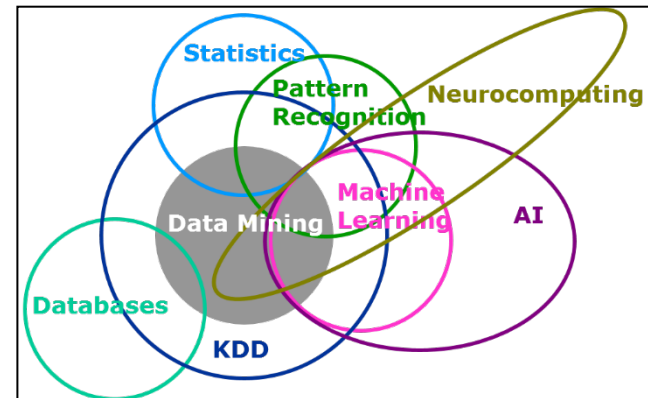 Statistics
Pattern
Recognition
Neurocomputing
Machine
Learning
Data Mining
AI
Databases
KDD